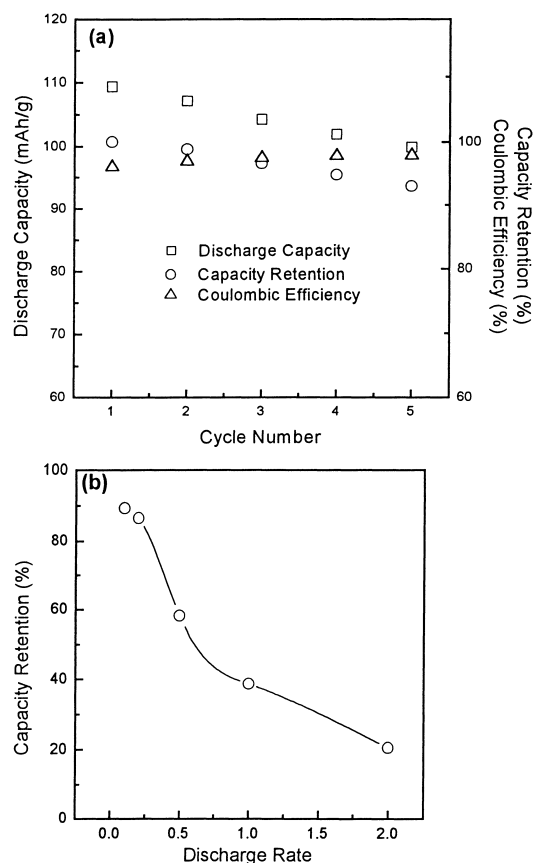 (a)
120
110
100
90
80
70
60
Discharge Capacity (mAh/g)
100
80
60
Capacity Retention (%)
Coulombic Efficiency (%)
Discharge Capacity
Capacity Retention
Coulombic Efficiency
1 2 3 4 5
Cycle Number
(b)
100
80
60
40
20
0
Capacity Retention (%)
0.0 0.5 1.0 1.5 2.0
Discharge Rate